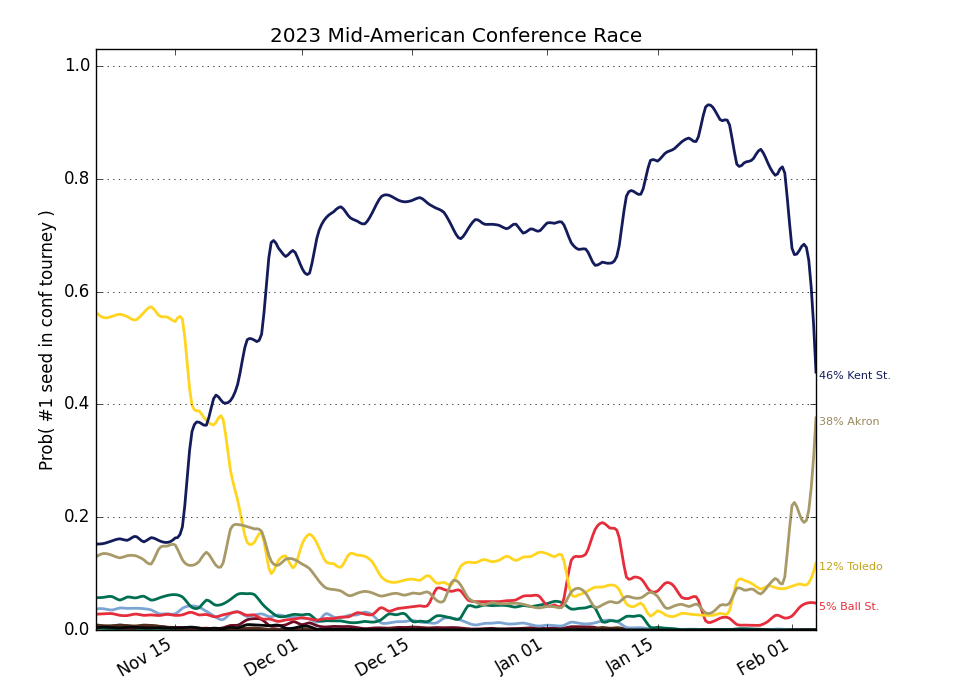 2023 Mid-American Conference Race
Prob( #1 seed in conf tourney )
1.0
0.8
0.6
0.4
0.2
0.0
46% Kent St.
38% Akron
12% Toledo
5% Ball St.
Nov 15
Dec 01
Dec 15
Jan 01
Jan 15
Feb 01